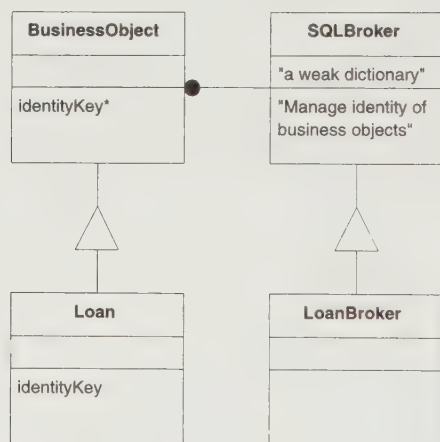 BusinessObject
identityKey*
SQLBroker
"a weak dictionary"
"Manage identity of
business objects"
Loan
identityKey
LoanBroker